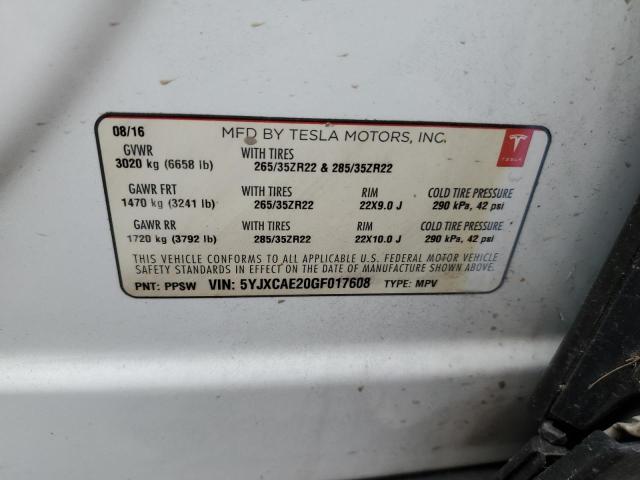 08/16 MFD BY TESLA MOTORS, INC. TESLA
GVWR WITH TIRES
3020 kg (6658 lb) 265/35ZR22 & 285/35ZR22
GAWR FRT WITH TIRES RIM COLD TIRE PRESSURE
1470 kg (3241 lb) 265/35ZR22 22X9.0 J 290 kPa, 42 psi
GAWR RR WITH TIRES RIM COLD TIRE PRESSURE
1720 kg (3792 lb) 285/35ZR22 22X10.0 J 290 kPa, 42 psi
THIS VEHICLE CONFORMS TO ALL APPLICABLE U.S. FEDERAL MOTOR VEHICLE
SAFETY STANDARDS IN EFFECT ON THE DATE OF MANUFACTURE SHOWN ABOVE.
PNT: PPSW VIN: 5YJXCAE20GF017608 TYPE: MPV